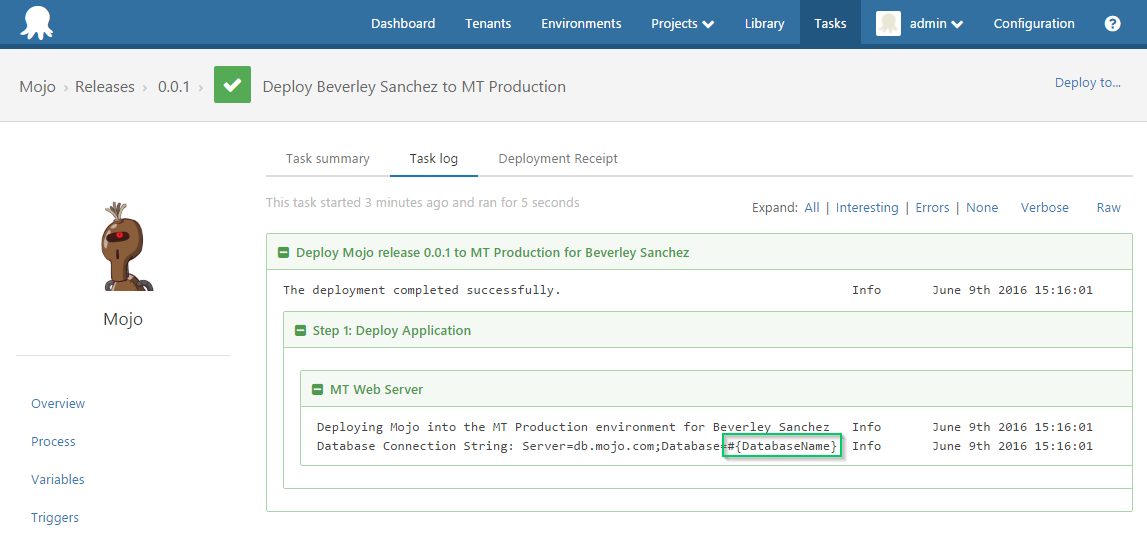 Dashboard Tenants Environments Projects Library Tasks admin Configuration ?
Mojo › Releases › 0.0.1 › Deploy Beverley Sanchez to MT Production Deploy to...
Task summary Task log Deployment Receipt
This task started 3 minutes ago and ran for 5 seconds
Expand: All | Interesting | Errors | None Verbose Raw
Deploy Mojo release 0.0.1 to MT Production for Beverley Sanchez
The deployment completed successfully. Info June 9th 2016 15:16:01
Step 1: Deploy Application
MT Web Server
Deploying Mojo into the MT Production environment for Beverley Sanchez Info June 9th 2016 15:16:01
Database Connection String: Server=db.mojo.com;Database=#{DatabaseName} Info June 9th 2016 15:16:01
Mojo
Overview
Process
Variables
Triggers